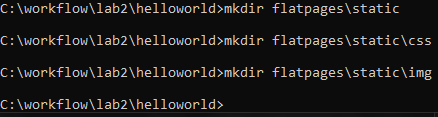 C:\workflow\lab2\helloworld>mkdir flatpages\static
C:\workflow\lab2\helloworld>mkdir flatpages\static\css
C:\workflow\lab2\helloworld>mkdir flatpages\static\img
C:\workflow\lab2\helloworld>